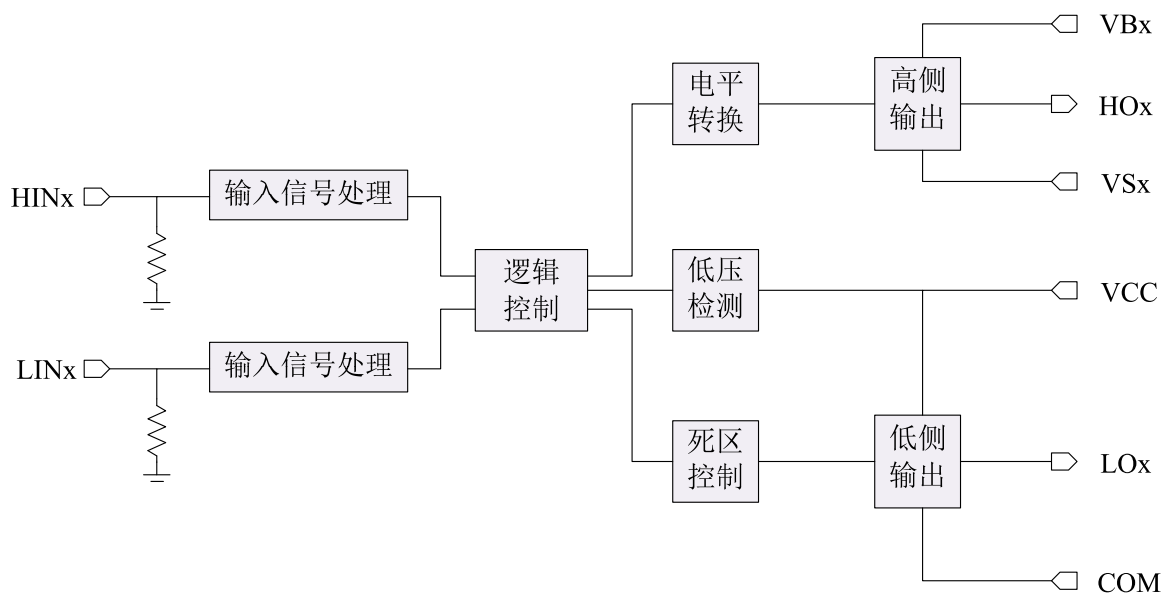 VBx
电平
转换
高侧
输出
HOx
VSx
HINx
输入信号处理
逻辑
控制
低压
检测
VCC
LINx
输入信号处理
死区
控制
低侧
输出
LOx
COM